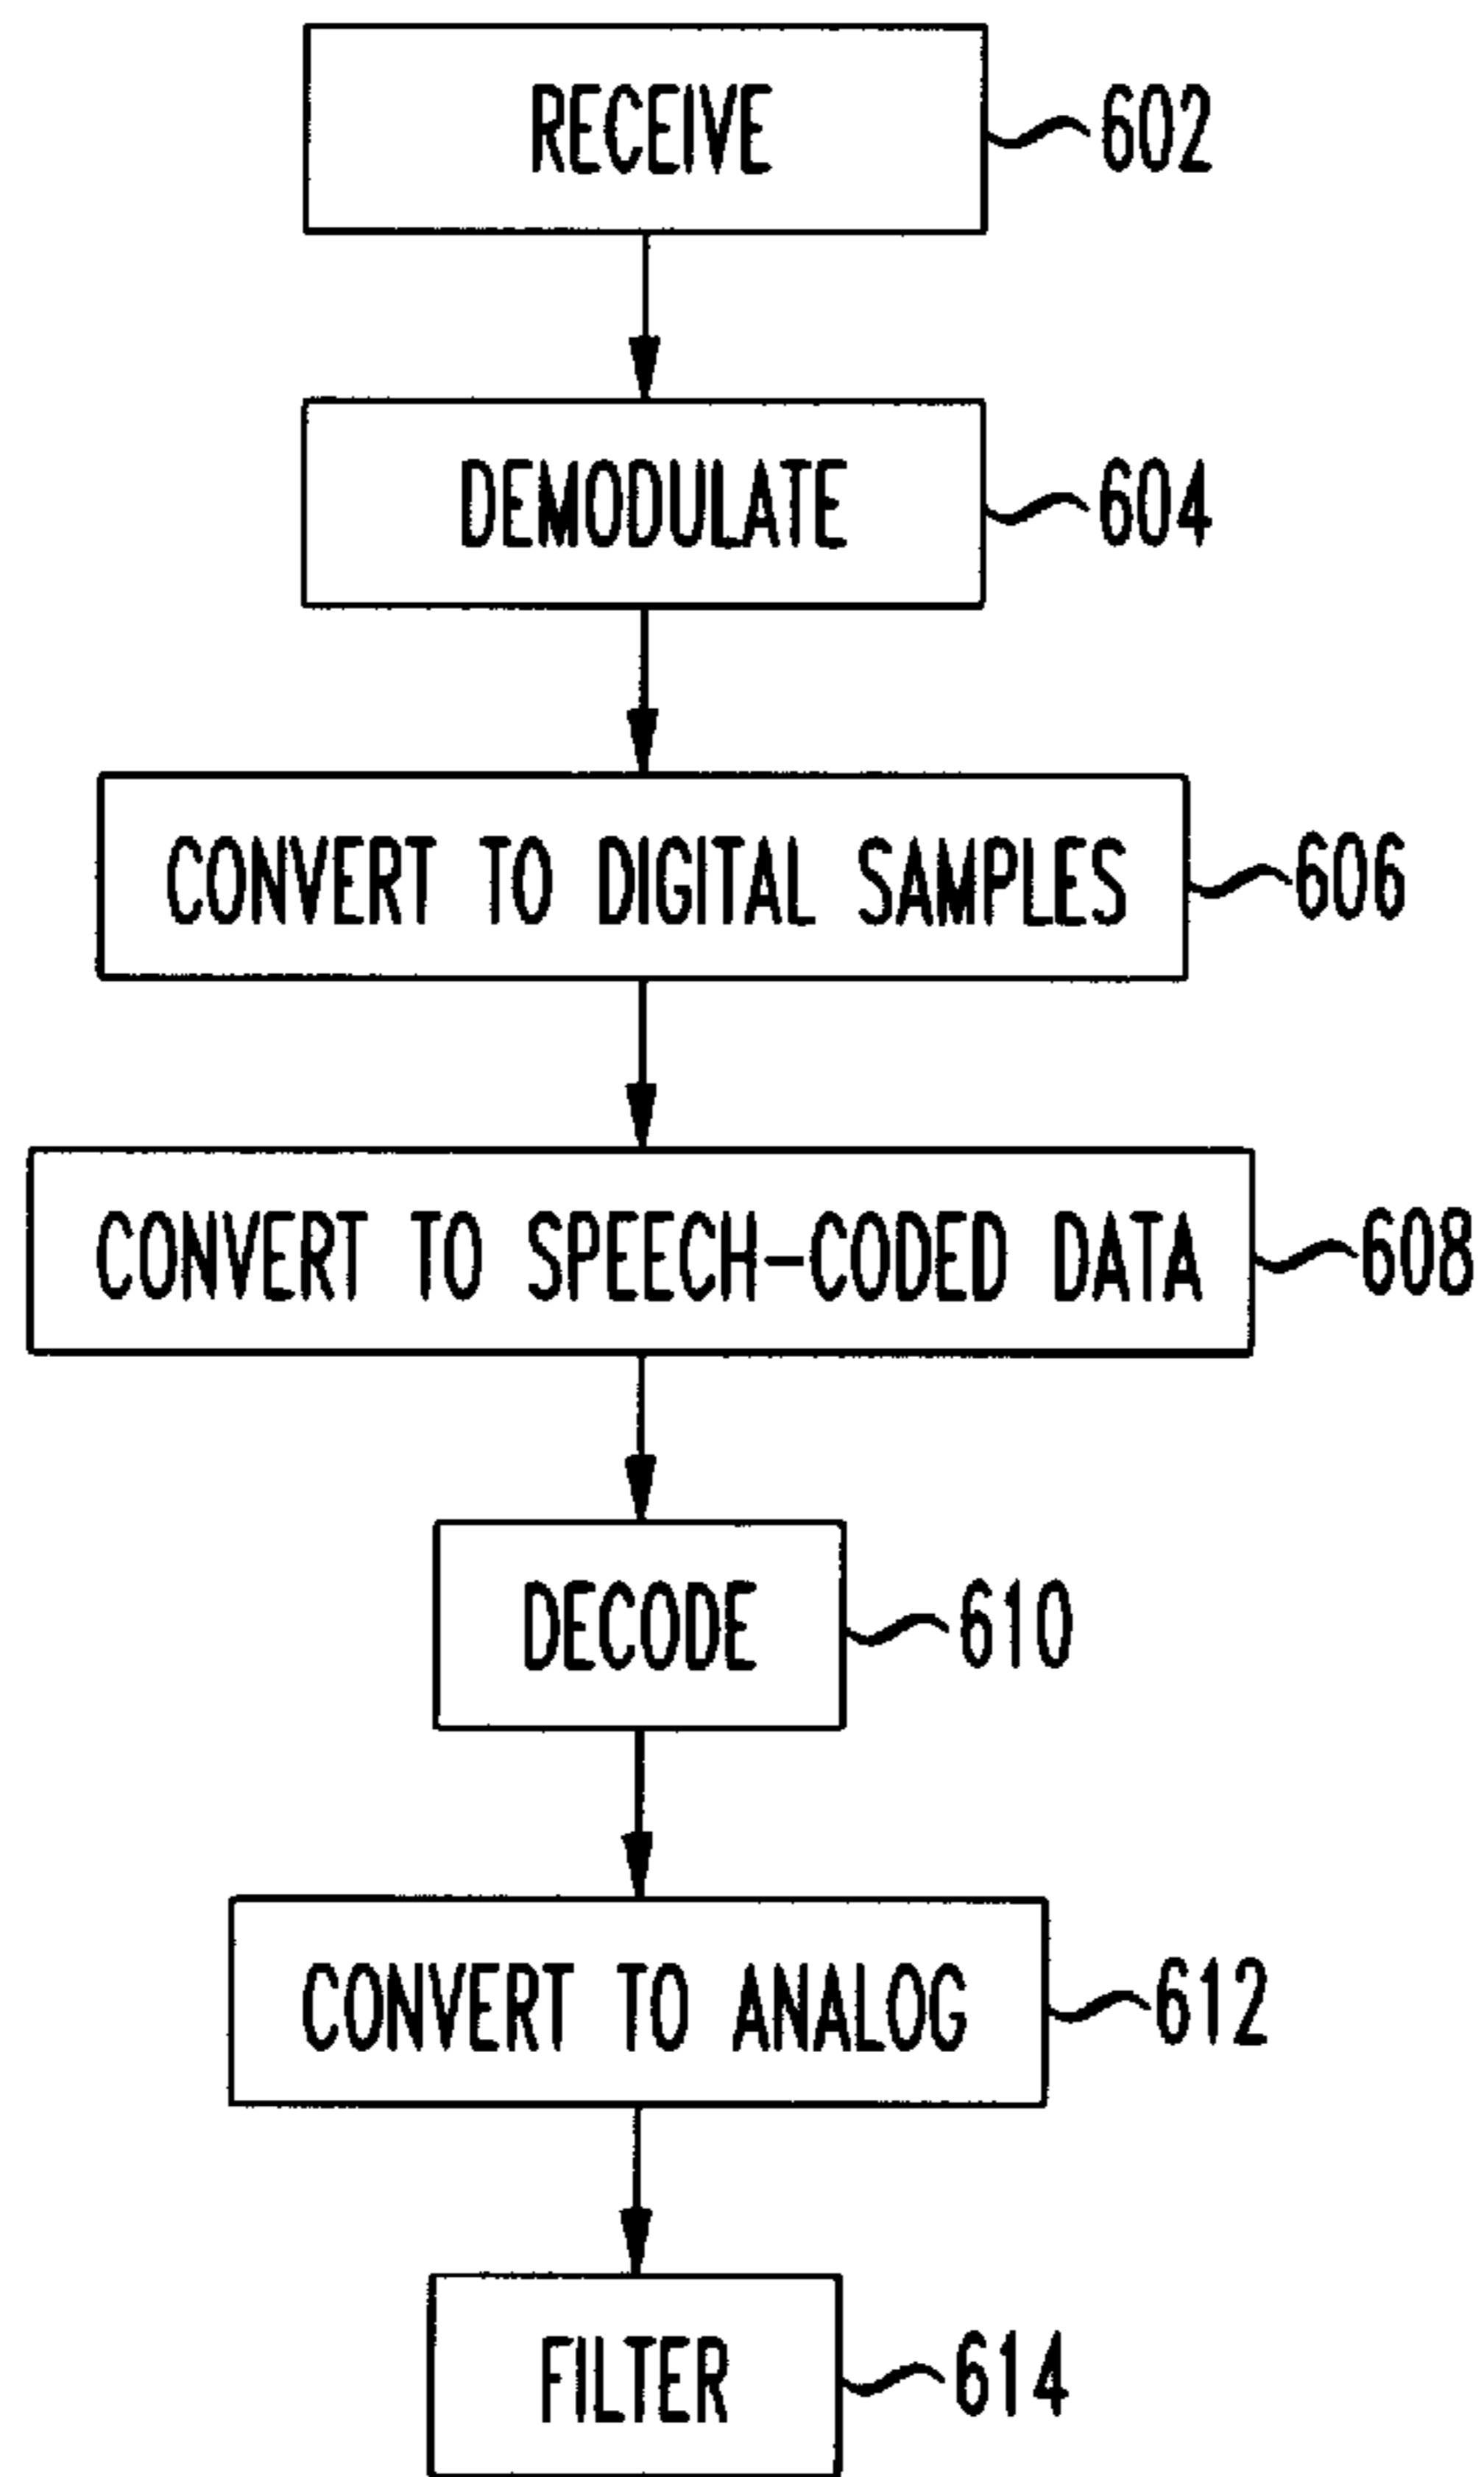 RECEIVE 602
DEMODULATE 604
CONVERT TO DIGITAL SAMPLES 606
CONVERT TO SPEECH-CODED DATA 608
DECODE 610
CONVERT TO ANALOG 612
FILTER 614